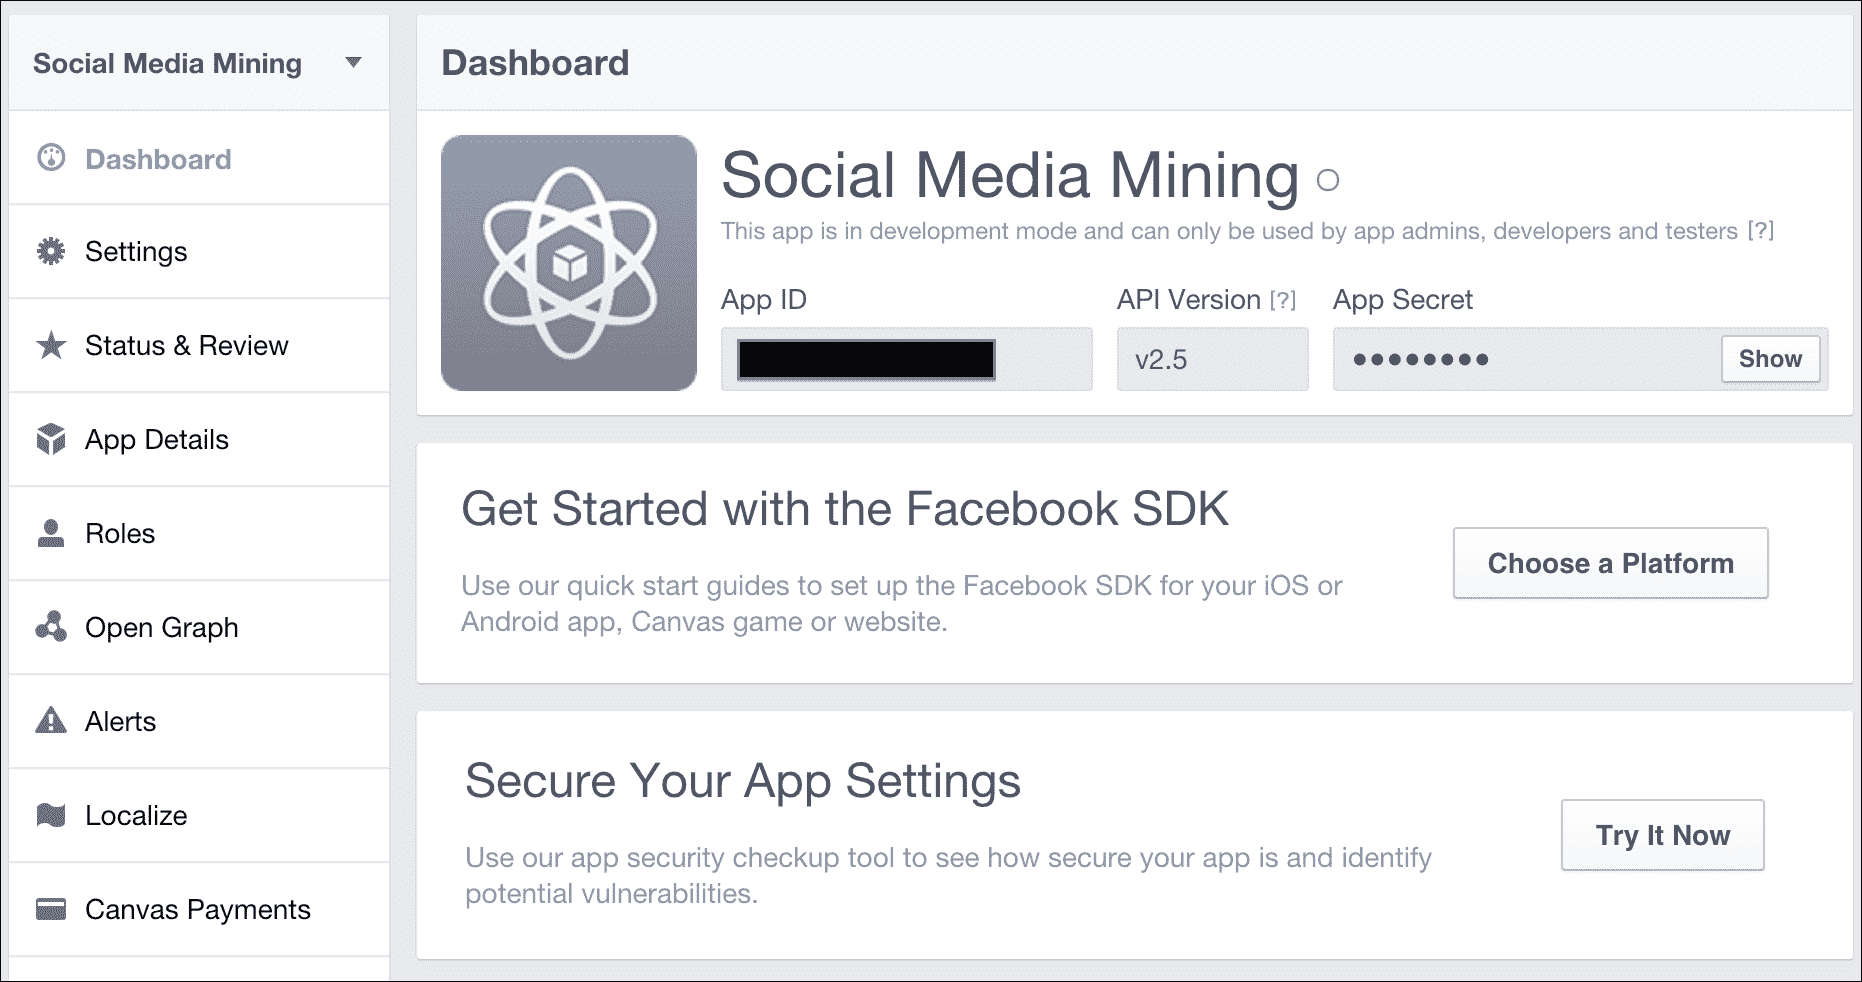 Social Media Mining
Dashboard
Settings
Status & Review
App Details
Roles
Open Graph
Alerts
Localize
Canvas Payments
Dashboard
Social Media Mining
This app is in development mode and can only be used by app admins, developers and testers [?]
App ID
API Version [?]
v2.5
App Secret
••••••••
Show
Get Started with the Facebook SDK
Use our quick start guides to set up the Facebook SDK for your iOS or
Android app, Canvas game or website.
Choose a Platform
Secure Your App Settings
Use our app security checkup tool to see how secure your app is and identify
potential vulnerabilities.
Try It Now